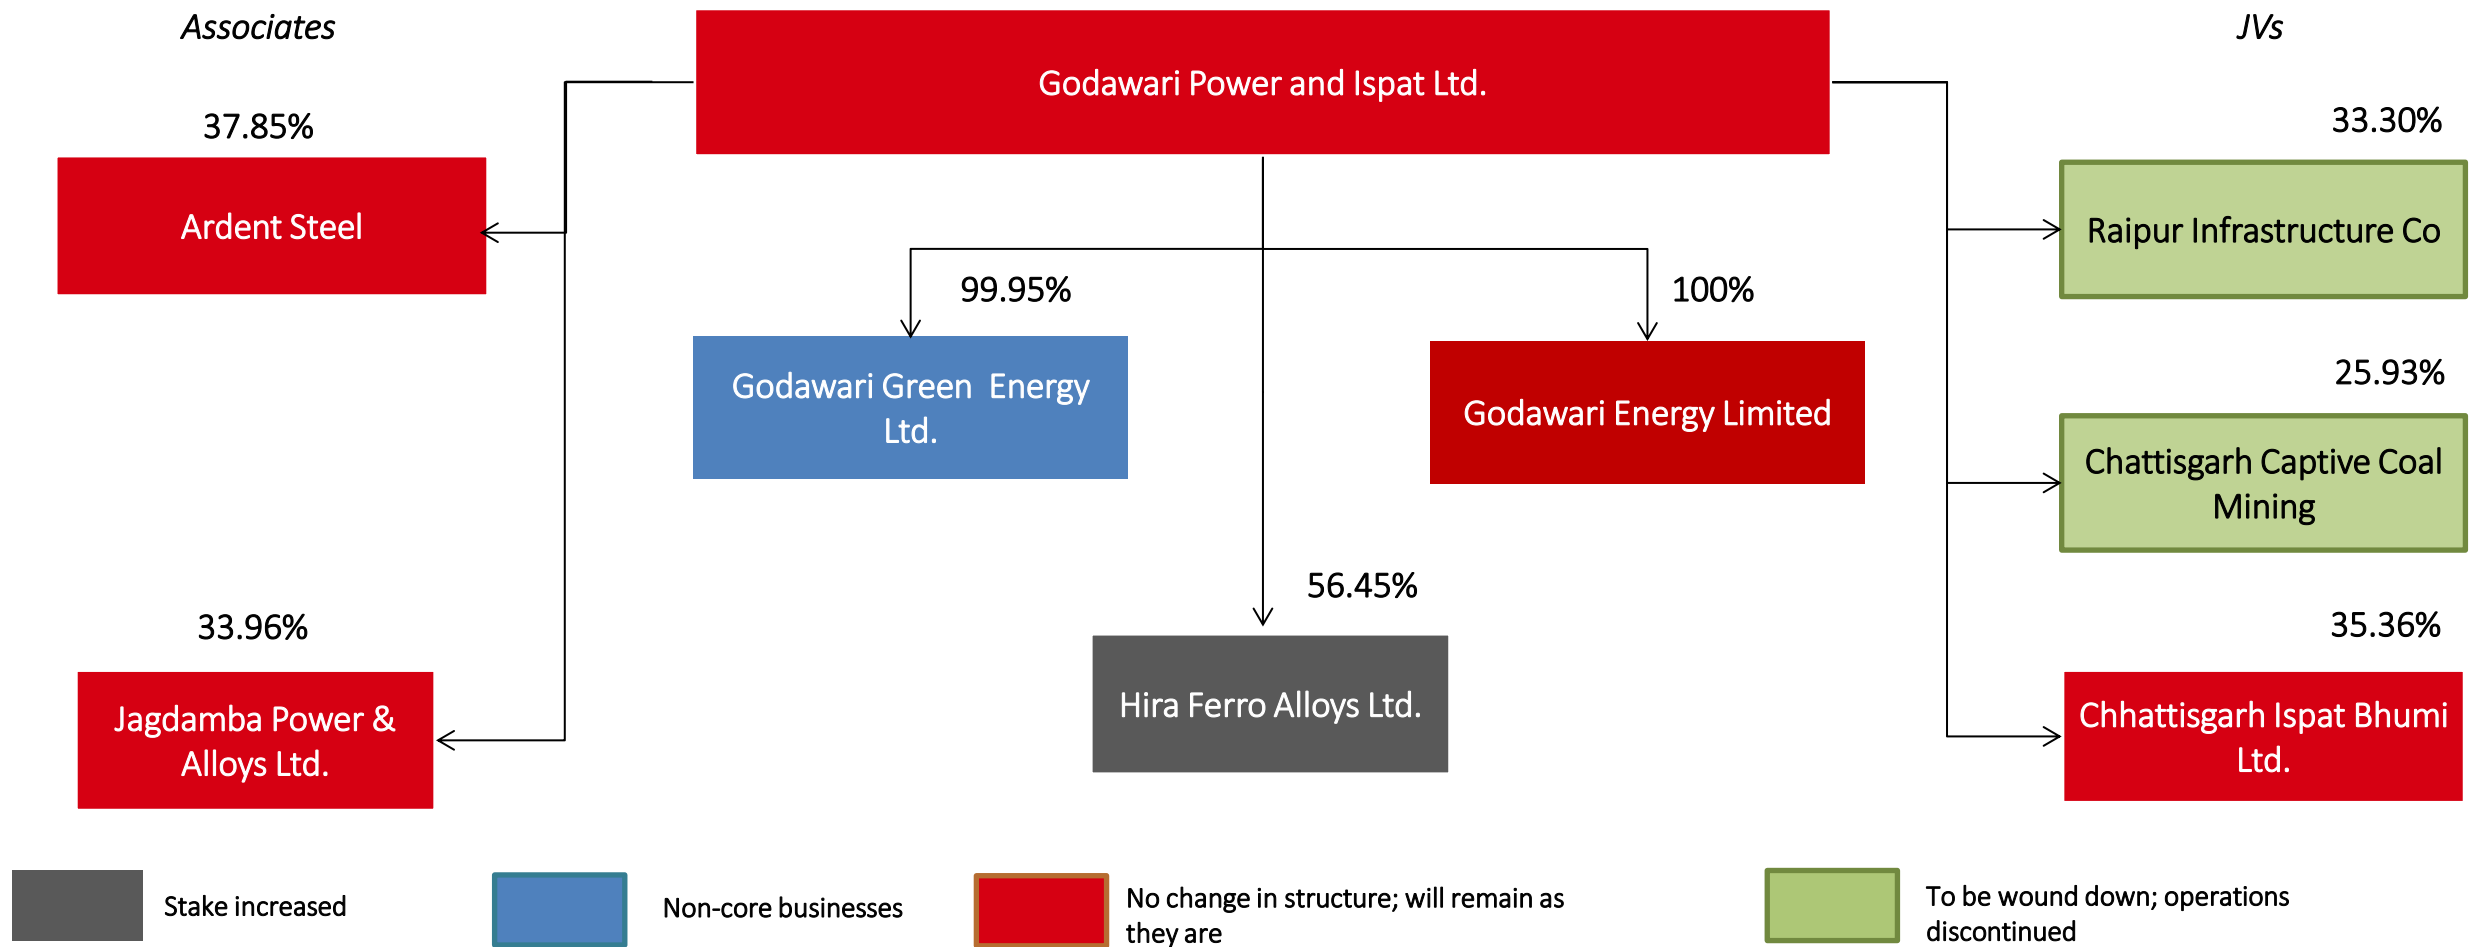 Associates
Godawari Power and Ispat Ltd.
JVs
37.85%
Ardent Steel
33.30%
Raipur Infrastructure Co
99.95%
Godawari Green  Energy
Ltd.
100%
Godawari Energy Limited
25.93%
Chattisgarh Captive Coal
Mining
56.45%
Hira Ferro Alloys Ltd.
33.96%
Jagdamba Power &
Alloys Ltd.
35.36%
Chhattisgarh Ispat Bhumi
Ltd.
Stake increased
Non-core businesses
No change in structure; will remain as
they are
To be wound down; operations
discontinued